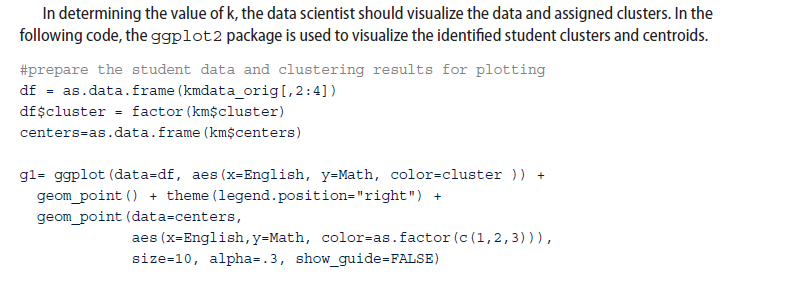 In determining the value of k, the data scientist should visualize the data and assigned clusters. In the
following code, the ggplot2 package is used to visualize the identified student clusters and centroids.
#prepare the student data and clustering results for plotting
df = as.data.frame(kmdata_orig[,2:4])
df$cluster = factor(km$cluster)
centers=as.data.frame(km$centers)
g1= ggplot(data=df, aes(x=English, y=Math, color=cluster )) +
geom_point() + theme(legend.position="right") +
geom_point(data=centers,
aes(x=English,y=Math, color=as.factor(c(1,2,3))),
size=10, alpha=.3, show_guide=FALSE)